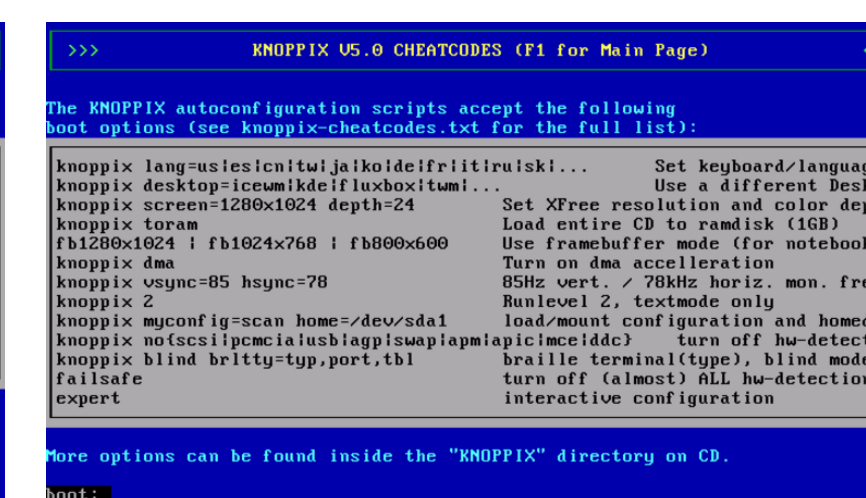 >>> KNOPPIX V5.0 CHEATCODES (F1 for Main Page)
The KNOPPIX autoconfiguration scripts accept the following
boot options (see knoppix-cheatcodes.txt for the full list):
knoppix lang=us|es|cn|tw|ja|ko|de|fr|it|ru|sk|... Set keyboard/languag
knoppix desktop=icewm|kde|fluxbox|twm|... Use a different Des
knoppix screen=1280x1024 depth=24 Set XFree resolution and color dep
knoppix toram Load entire CD to ramdisk (1GB)
fb1280x1024 | fb1024x768 | fb800x600 Use framebuffer mode (for notebook
knoppix dma Turn on dma accelleration
knoppix vsync=85 hsync=78 85Hz vert. / 78kHz horiz. mon. fre
knoppix 2 Runlevel 2, textmode only
knoppix myconfig=scan home=/dev/sda1 load/mount configuration and home
knoppix no{scsi|pcmcia|usb|agp|swap|apm|apic|mce|ddc} turn off hw-detect
knoppix blind brltty=typ,port,tbl braille terminal(type), blind mode
failsafe turn off (almost) ALL hw-detection
expert interactive configuration
More options can be found inside the "KNOPPIX" directory on CD.
boot: